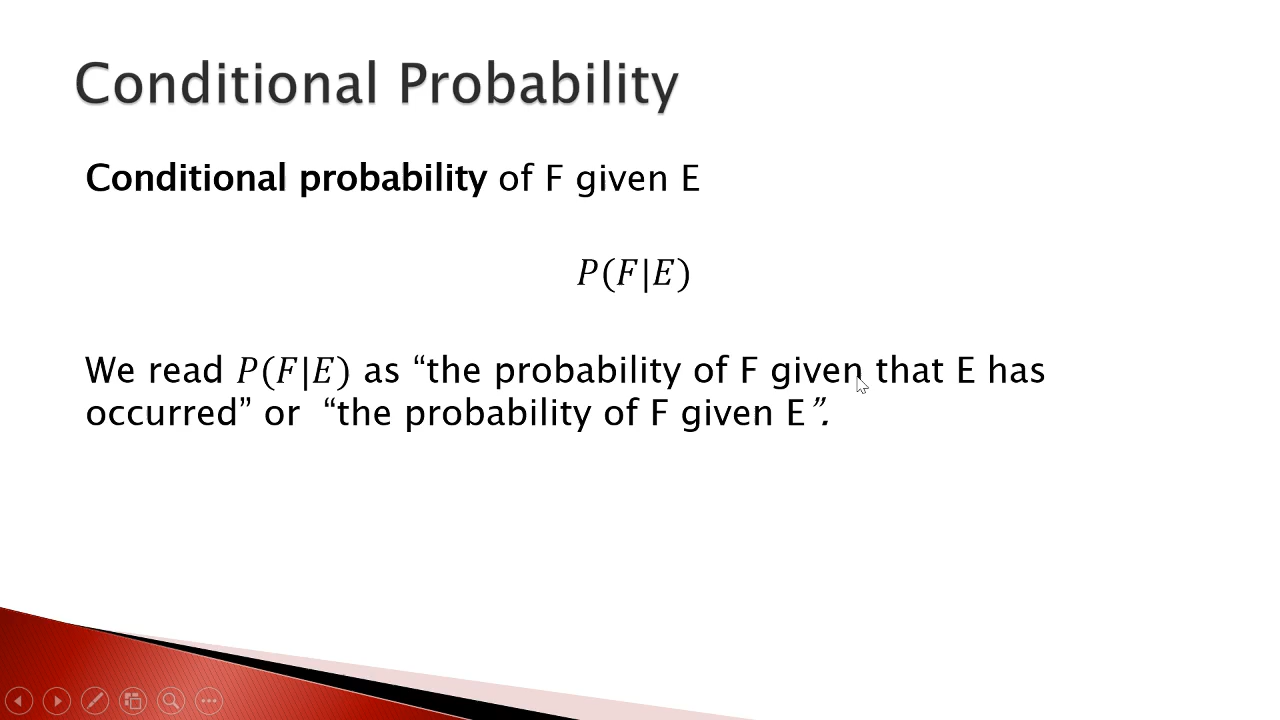 Conditional Probability
Conditional probability of F given E
P(F|E)
We read P(F|E) as “the probability of F given that E has
occurred” or “the probability of F given E”.